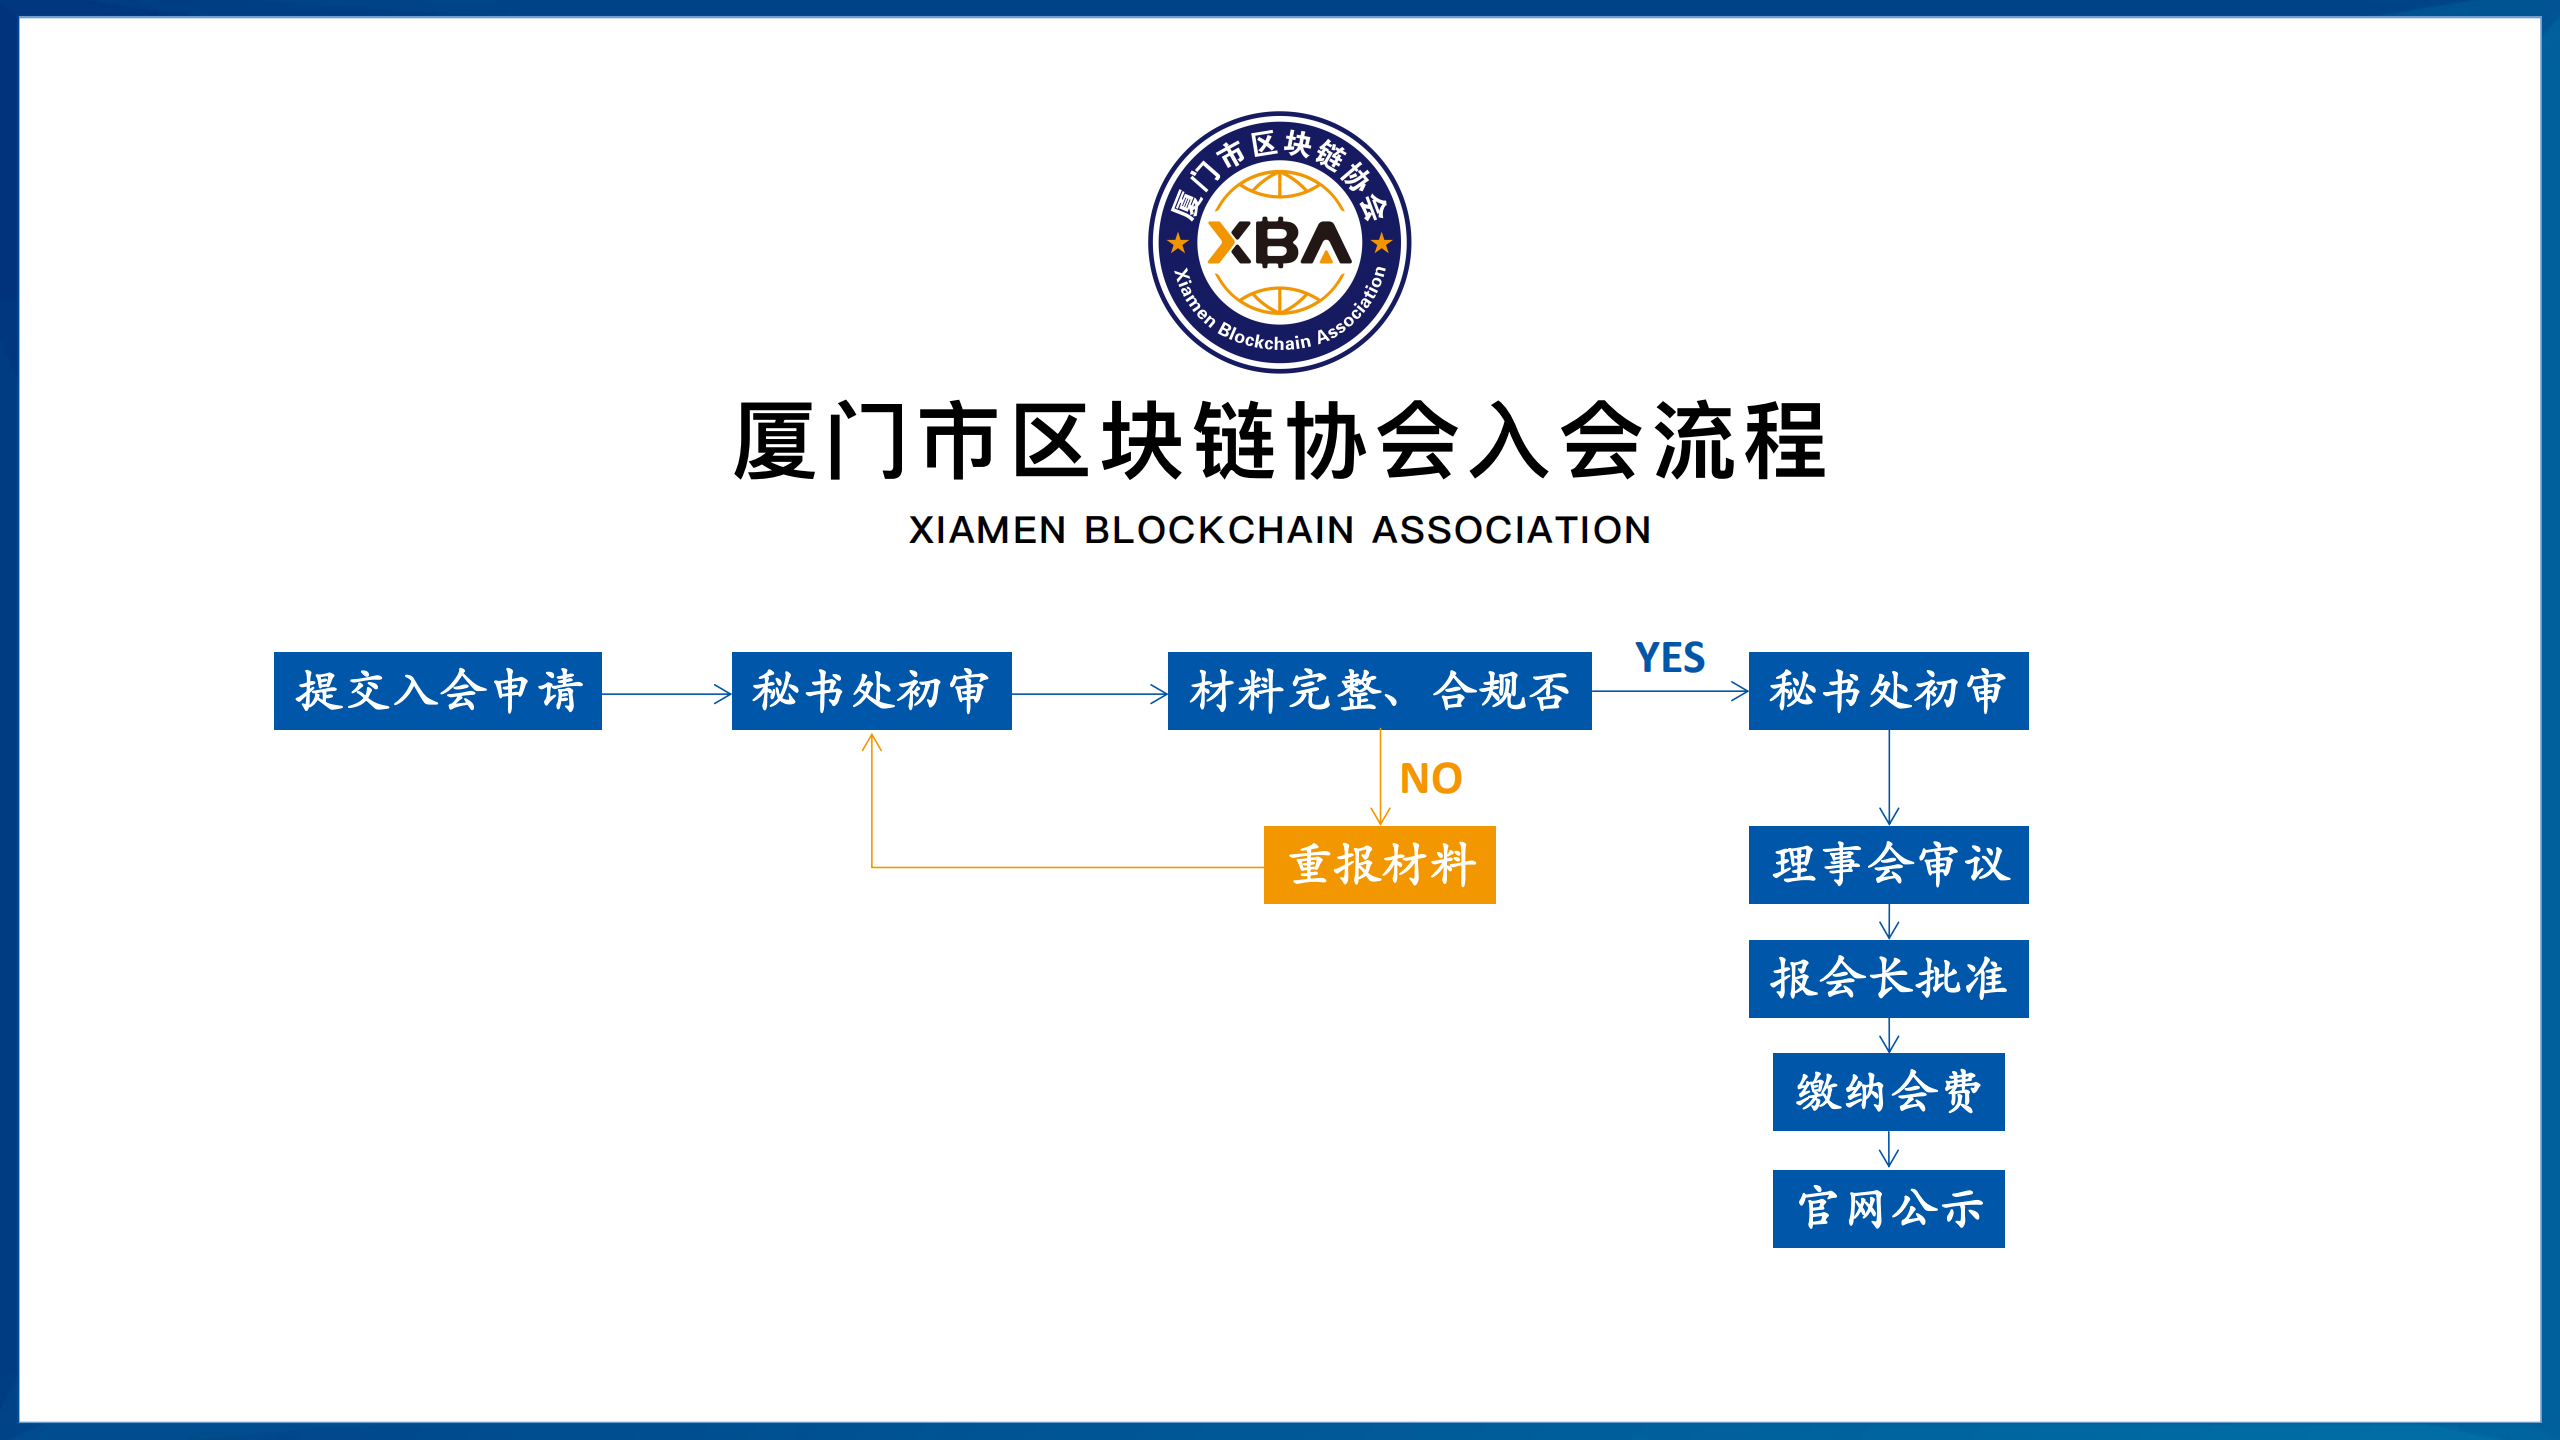 厦门市区块链协会
XBA
Xiamen Blockchain Association
厦门市区块链协会入会流程
XIAMEN BLOCKCHAIN ASSOCIATION
提交入会申请
秘书处初审
材料完整、合规否
YES
秘书处初审
NO
重报材料
理事会审议
报会长批准
缴纳会费
官网公示